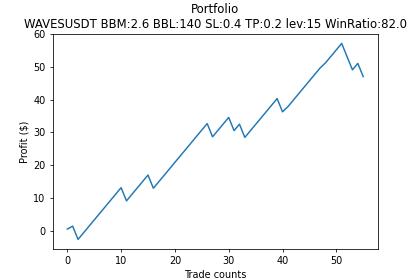 Portfolio
WAVESUSDT BBM:2.6 BBL:140 SL:0.4 TP:0.2 lev:15 WinRatio:82.0
60
50
40
30
20
10
0
Profit ($)
0 10 20 30 40 50
Trade counts